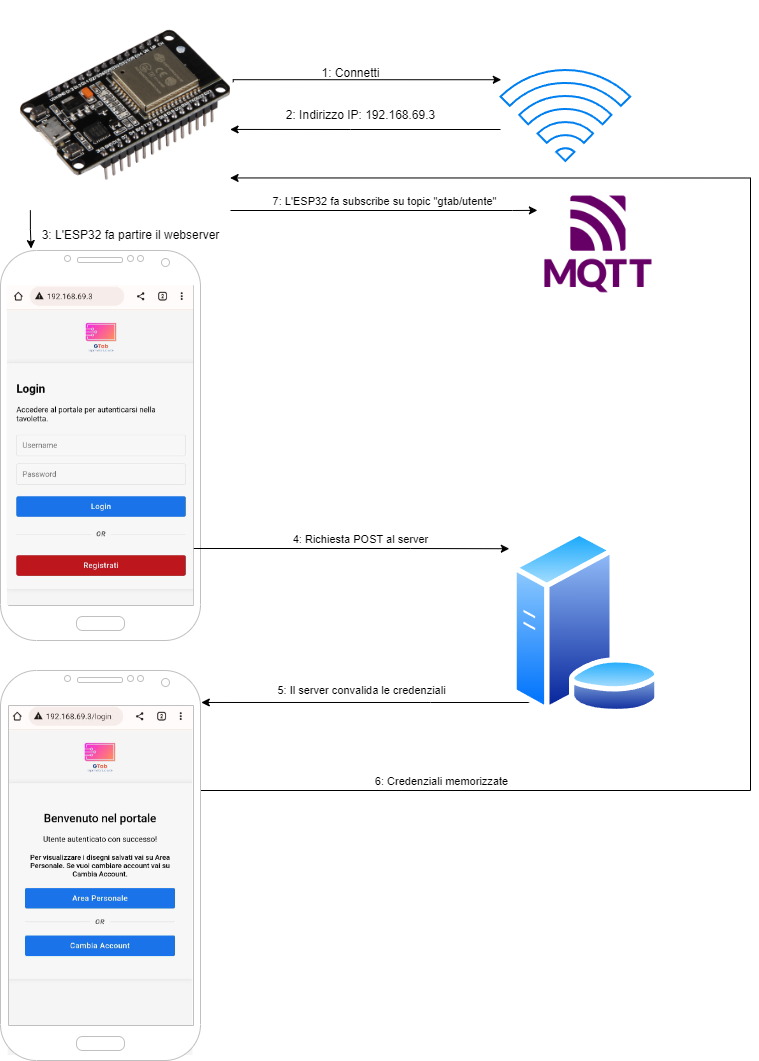 1: Connetti
2: Indirizzo IP: 192.168.69.3
7: L'ESP32 fa subscribe su topic "gtab/utente"
MQTT
3: L'ESP32 fa partire il webserver
192.168.69.3
2
GTab
Login
Accedere al portale per autenticarsi nella
tavoletta.
Username
Password
Login
OR
Registrati
4: Richiesta POST al server
5: Il server convalida le credenziali
6: Credenziali memorizzate
192.168.69.3/login
2
GTab
Benvenuto nel portale
Utente autenticato con successo!
Per visualizzare i disegni salvati vai su Area
Personale. Se vuoi cambiare account vai su
Cambia Account.
Area Personale
OR
Cambia Account